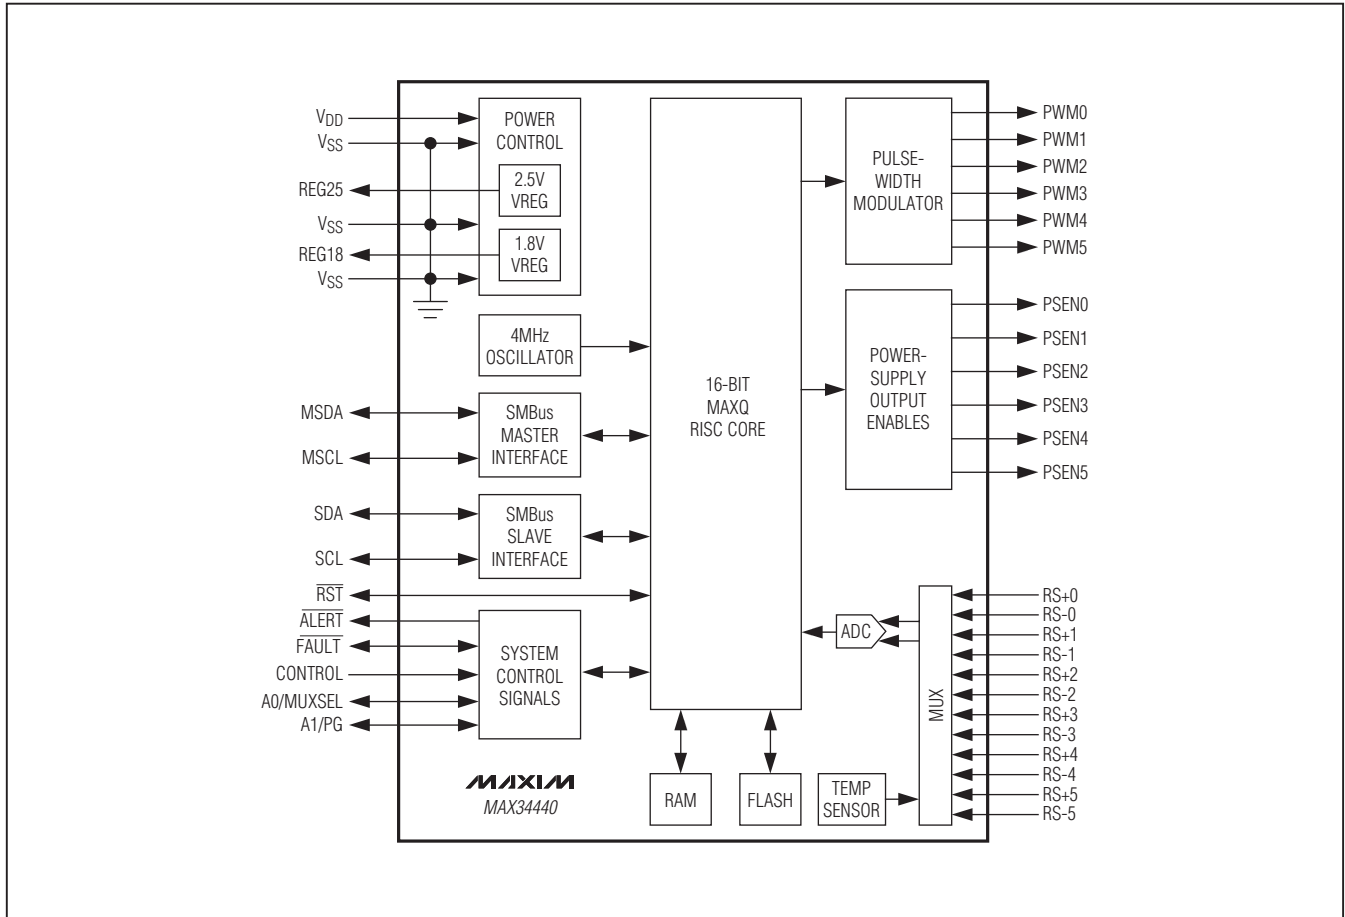 VDD
VSS
REG25
VSS
REG18
VSS
POWER
CONTROL
2.5V
VREG
1.8V
VREG
4MHz
OSCILLATOR
MSDA
MSCL
SMBus
MASTER
INTERFACE
SDA
SCL
SMBus
SLAVE
INTERFACE
RST
ALERT
FAULT
CONTROL
A0/MUXSEL
A1/PG
SYSTEM
CONTROL
SIGNALS
MAXIM
MAX34440
16-BIT
MAXQ
RISC CORE
RAM
FLASH
PULSE-
WIDTH
MODULATOR
PWM0
PWM1
PWM2
PWM3
PWM4
PWM5
POWER-
SUPPLY
OUTPUT
ENABLES
PSEN0
PSEN1
PSEN2
PSEN3
PSEN4
PSEN5
ADC
MUX
TEMP
SENSOR
RS+0
RS-0
RS+1
RS-1
RS+2
RS-2
RS+3
RS-3
RS+4
RS-4
RS+5
RS-5